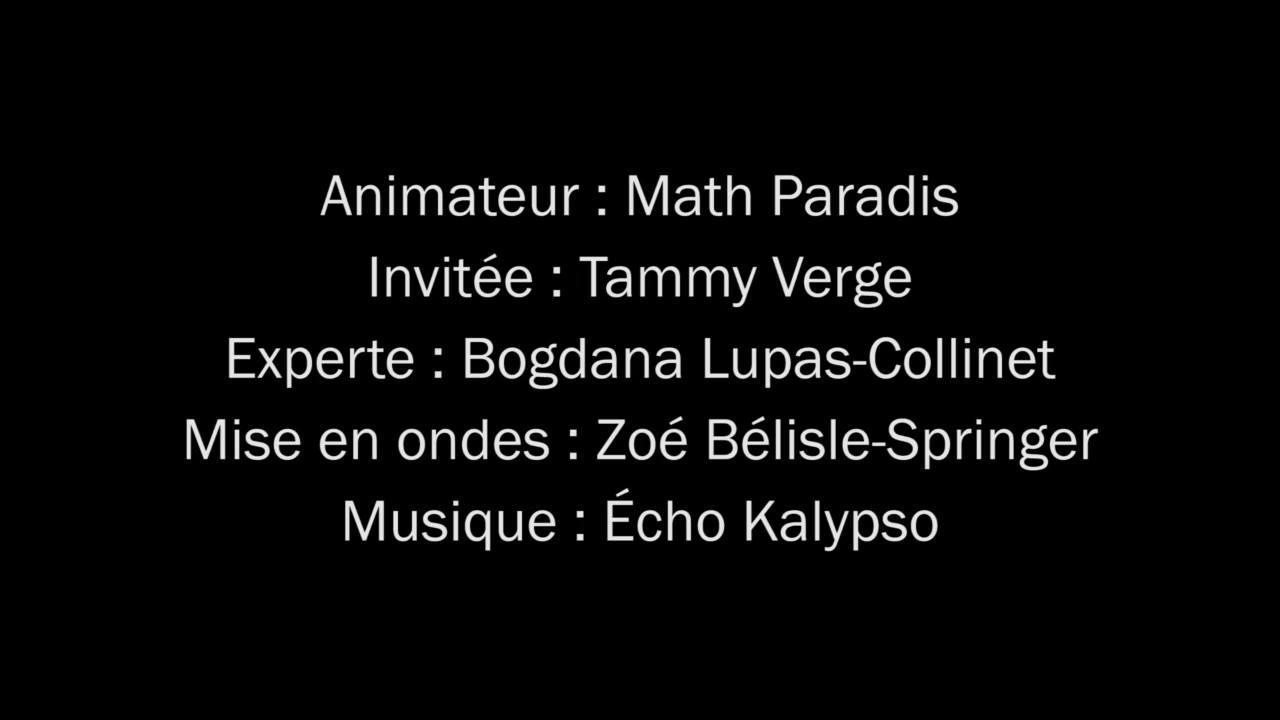 Animateur : Math Paradis
Invitée : Tammy Verge
Experte : Bogdana Lupas-Collinet
Mise en ondes : Zoé Bélisle-Springer
Musique : Écho Kalypso